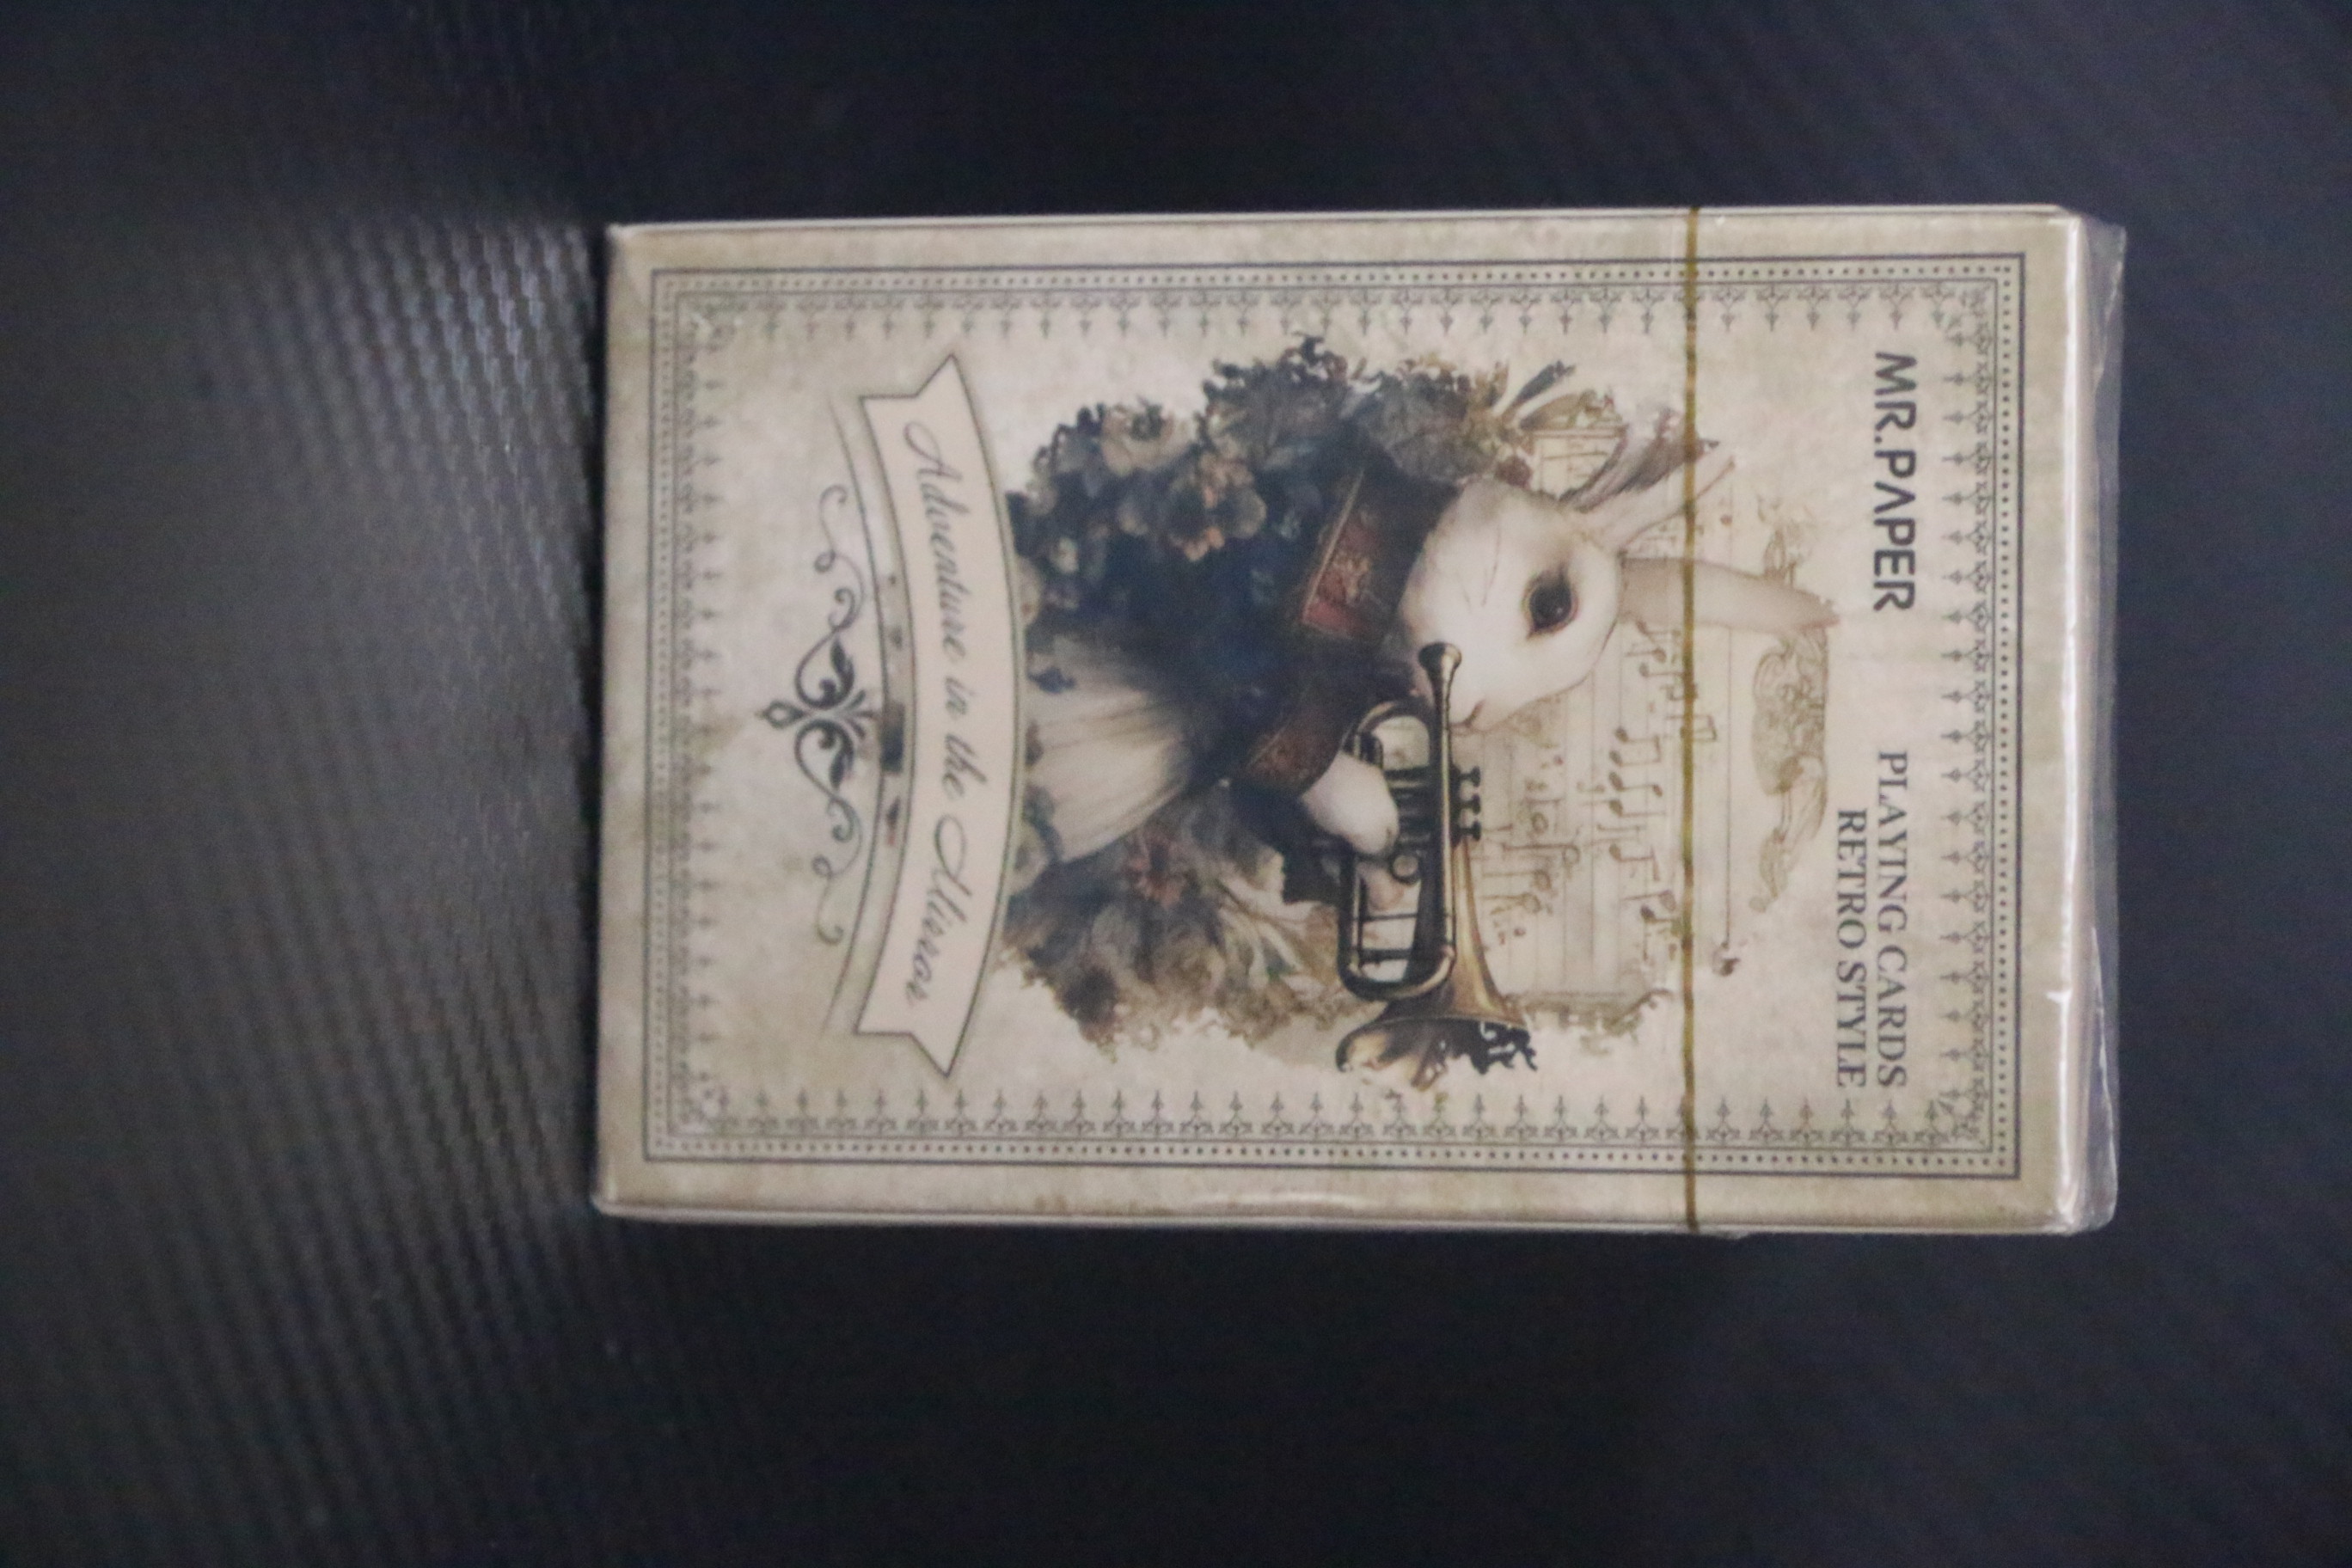 MR.PAPER
PLAYING CARDS
RETRO STYLE
Adventure in the Mirror